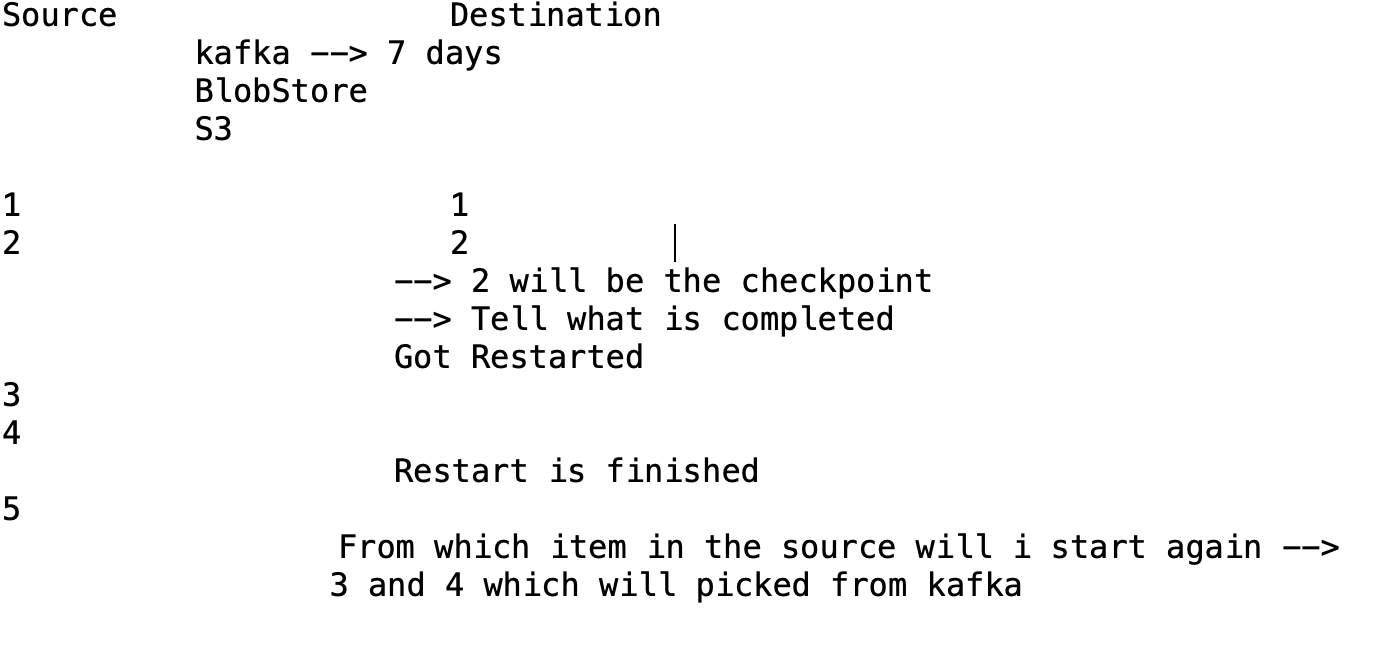 Source Destination
kafka --> 7 days
BlobStore
S3
1 1
2 2
--> 2 will be the checkpoint
--> Tell what is completed
Got Restarted
3
4
Restart is finished
5
From which item in the source will i start again -->
3 and 4 which will picked from kafka